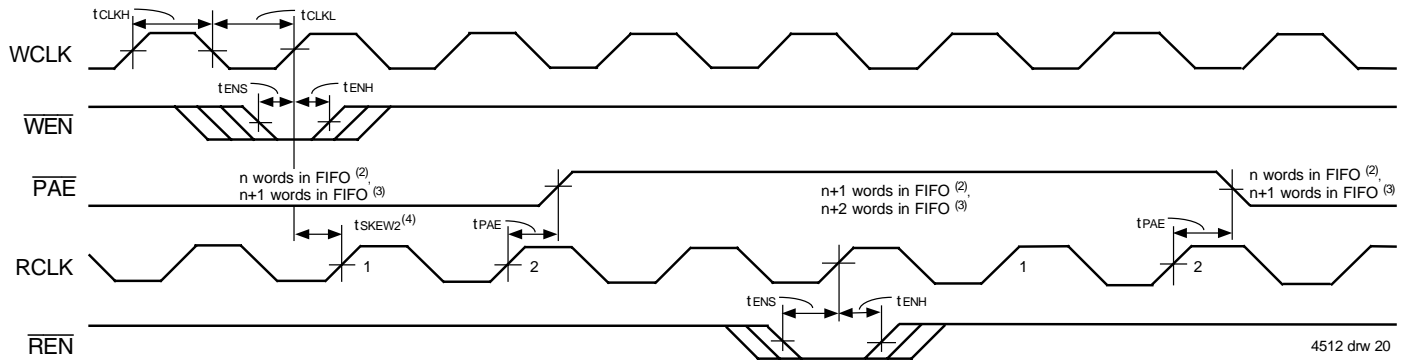 tCLKH
tCLKL
WCLK
tENS
tENH
WEN
PAE
n words in FIFO (2),
n+1 words in FIFO (3)
n+1 words in FIFO (2),
n+2 words in FIFO (3)
n words in FIFO (2),
n+1 words in FIFO (3)
tSKEW2(4)
tPAE
tPAE
RCLK
1
2
1
2
tENS
tENH
REN
4512 drw 20